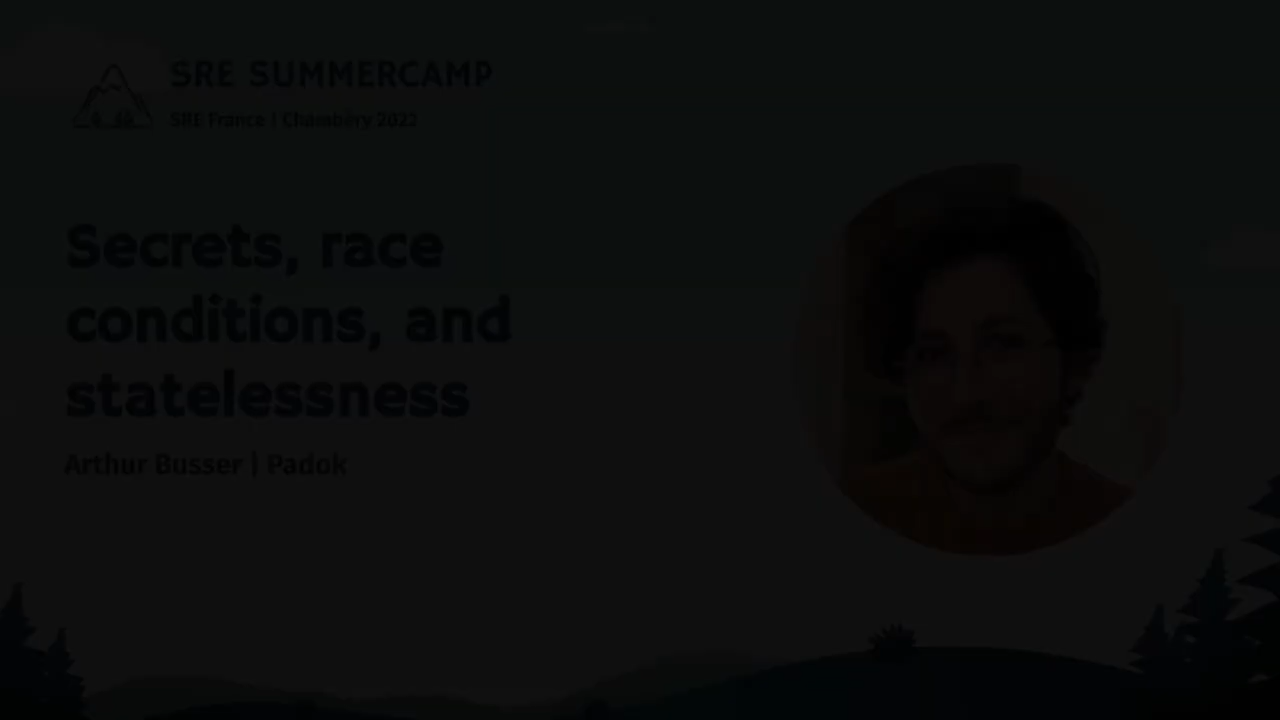 SRE SUMMERCAMP
SRE France | Chambéry 2022
Secrets, race
conditions, and
statelessness
Arthur Busser | Padok